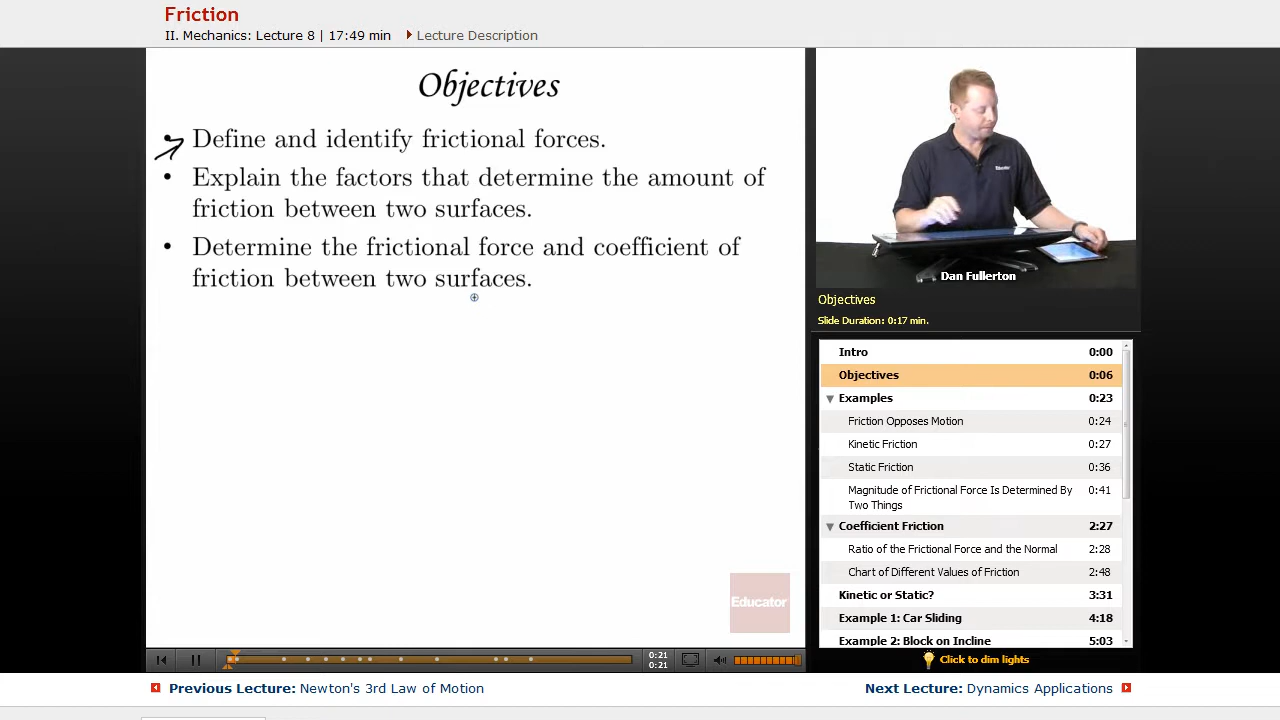 Friction
II. Mechanics: Lecture 8 | 17:49 min
Lecture Description
Objectives
• Define and identify frictional forces.
• Explain the factors that determine the amount of
friction between two surfaces.
• Determine the frictional force and coefficient of
friction between two surfaces.
Educator
Dan Fullerton
Objectives
Slide Duration: 0:17 min.
Intro 0:00
Objectives 0:06
Examples 0:23
Friction Opposes Motion 0:24
Kinetic Friction 0:27
Static Friction 0:36
Magnitude of Frictional Force Is Determined By 0:41
Two Things
Coefficient Friction 2:27
Ratio of the Frictional Force and the Normal 2:28
Chart of Different Values of Friction 2:48
Kinetic or Static? 3:31
Example 1: Car Sliding 4:18
Example 2: Block on Incline 5:03
0:21
0:21
Click to dim lights
Previous Lecture: Newton's 3rd Law of Motion
Next Lecture: Dynamics Applications